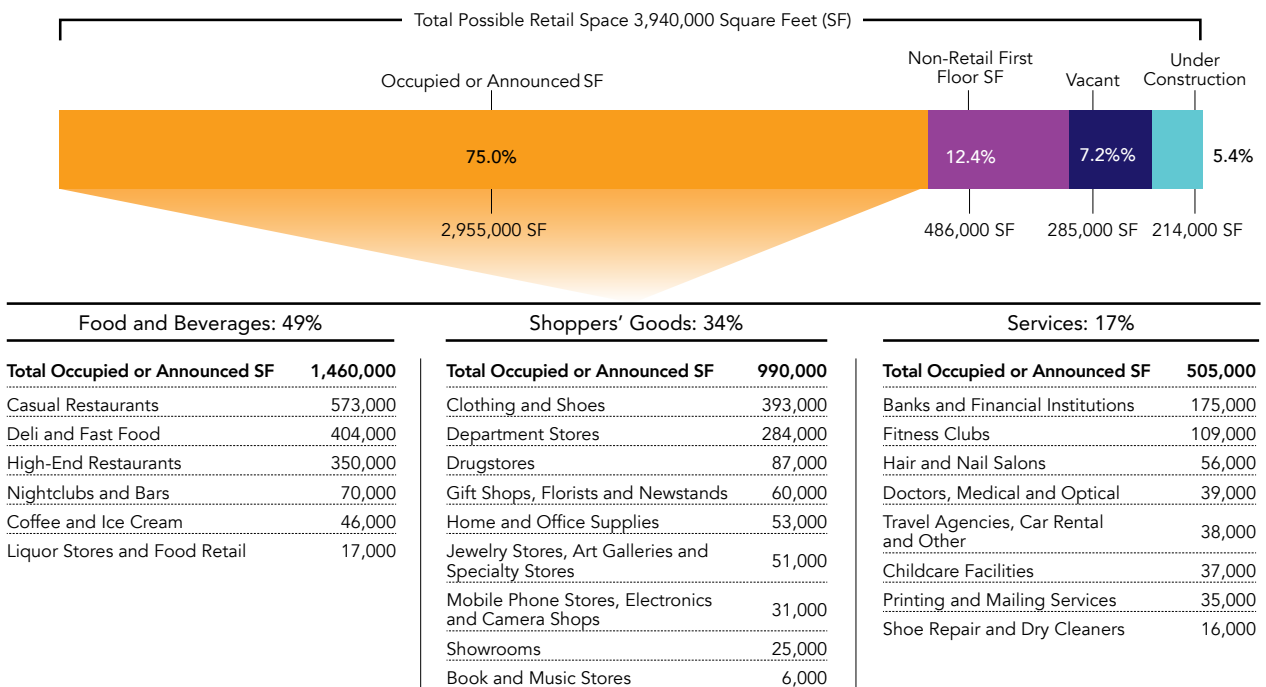 Total Possible Retail Space 3,940,000 Square Feet (SF)
Occupied or Announced SF
Non-Retail First
Floor SF
Vacant
Under
Construction
75.0%
12.4%
7.2%%
5.4%
2,955,000 SF
486,000 SF
285,000 SF
214,000 SF
Food and Beverages: 49%
Total Occupied or Announced SF 1,460,000
Casual Restaurants 573,000
Deli and Fast Food 404,000
High-End Restaurants 350,000
Nightclubs and Bars 70,000
Coffee and Ice Cream 46,000
Liquor Stores and Food Retail 17,000
Shoppers’ Goods: 34%
Total Occupied or Announced SF 990,000
Clothing and Shoes 393,000
Department Stores 284,000
Drugstores 87,000
Gift Shops, Florists and Newstands 60,000
Home and Office Supplies 53,000
Jewelry Stores, Art Galleries and
Specialty Stores 51,000
Mobile Phone Stores, Electronics
and Camera Shops 31,000
Showrooms 25,000
Book and Music Stores 6,000
Services: 17%
Total Occupied or Announced SF 505,000
Banks and Financial Institutions 175,000
Fitness Clubs 109,000
Hair and Nail Salons 56,000
Doctors, Medical and Optical 39,000
Travel Agencies, Car Rental
and Other 38,000
Childcare Facilities 37,000
Printing and Mailing Services 35,000
Shoe Repair and Dry Cleaners 16,000